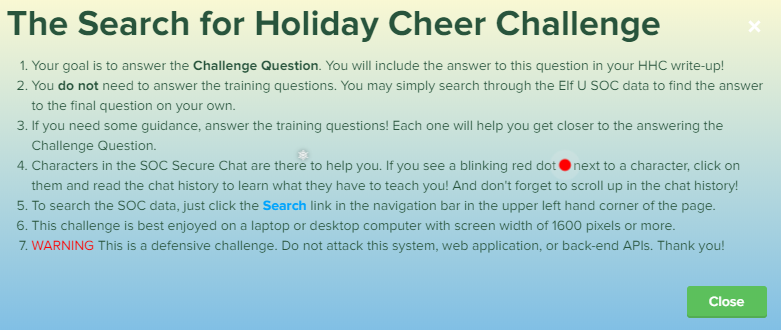 The Search for Holiday Cheer Challenge
1. Your goal is to answer the Challenge Question. You will include the answer to this question in your HHC write-up!
2. You do not need to answer the training questions. You may simply search through the Elf U SOC data to find the answer
to the final question on your own.
3. If you need some guidance, answer the training questions! Each one will help you get closer to the answering the
Challenge Question.
4. Characters in the SOC Secure Chat are there to help you. If you see a blinking red dot next to a character, click on
them and read the chat history to learn what they have to teach you! And don't forget to scroll up in the chat history!
5. To search the SOC data, just click the Search link in the navigation bar in the upper left hand corner of the page.
6. This challenge is best enjoyed on a laptop or desktop computer with screen width of 1600 pixels or more.
7. WARNING This is a defensive challenge. Do not attack this system, web application, or back-end APIs. Thank you!
Close